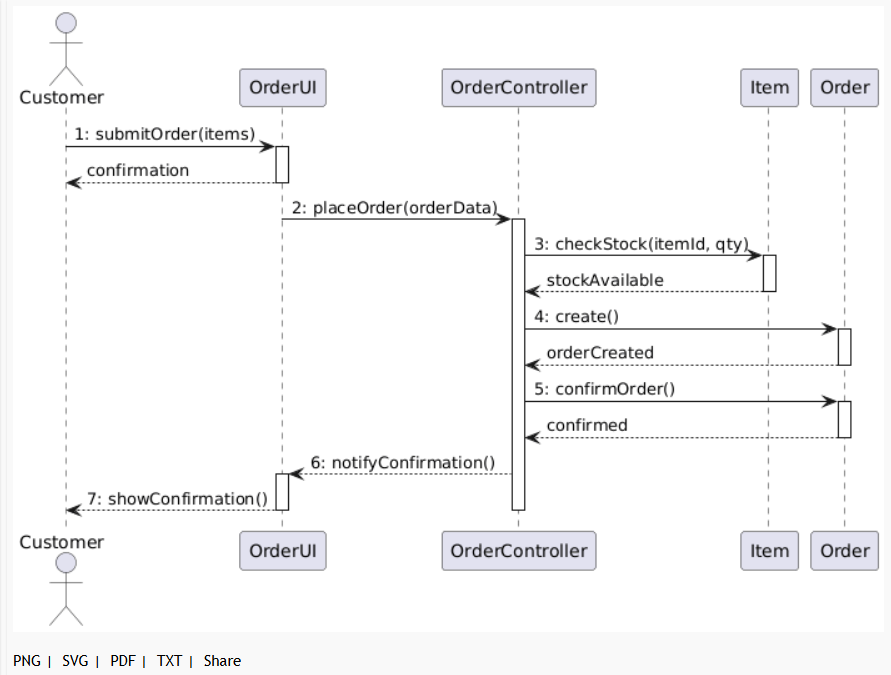 Customer
OrderUI
OrderController
Item
Order
1: submitOrder(items)
confirmation
2: placeOrder(orderData)
3: checkStock(itemId, qty)
stockAvailable
4: create()
orderCreated
5: confirmOrder()
confirmed
6: notifyConfirmation()
7: showConfirmation()
Customer
OrderUI
OrderController
Item
Order
PNG | SVG | PDF | TXT | Share